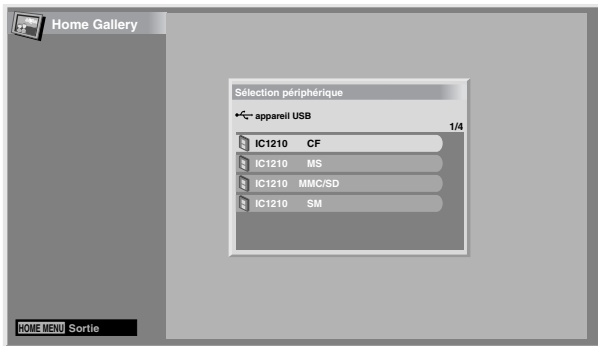 Home Gallery
Sélection périphérique
appareil USB
1/4
IC1210 CF
IC1210 MS
IC1210 MMC/SD
IC1210 SM
HOME MENU Sortie